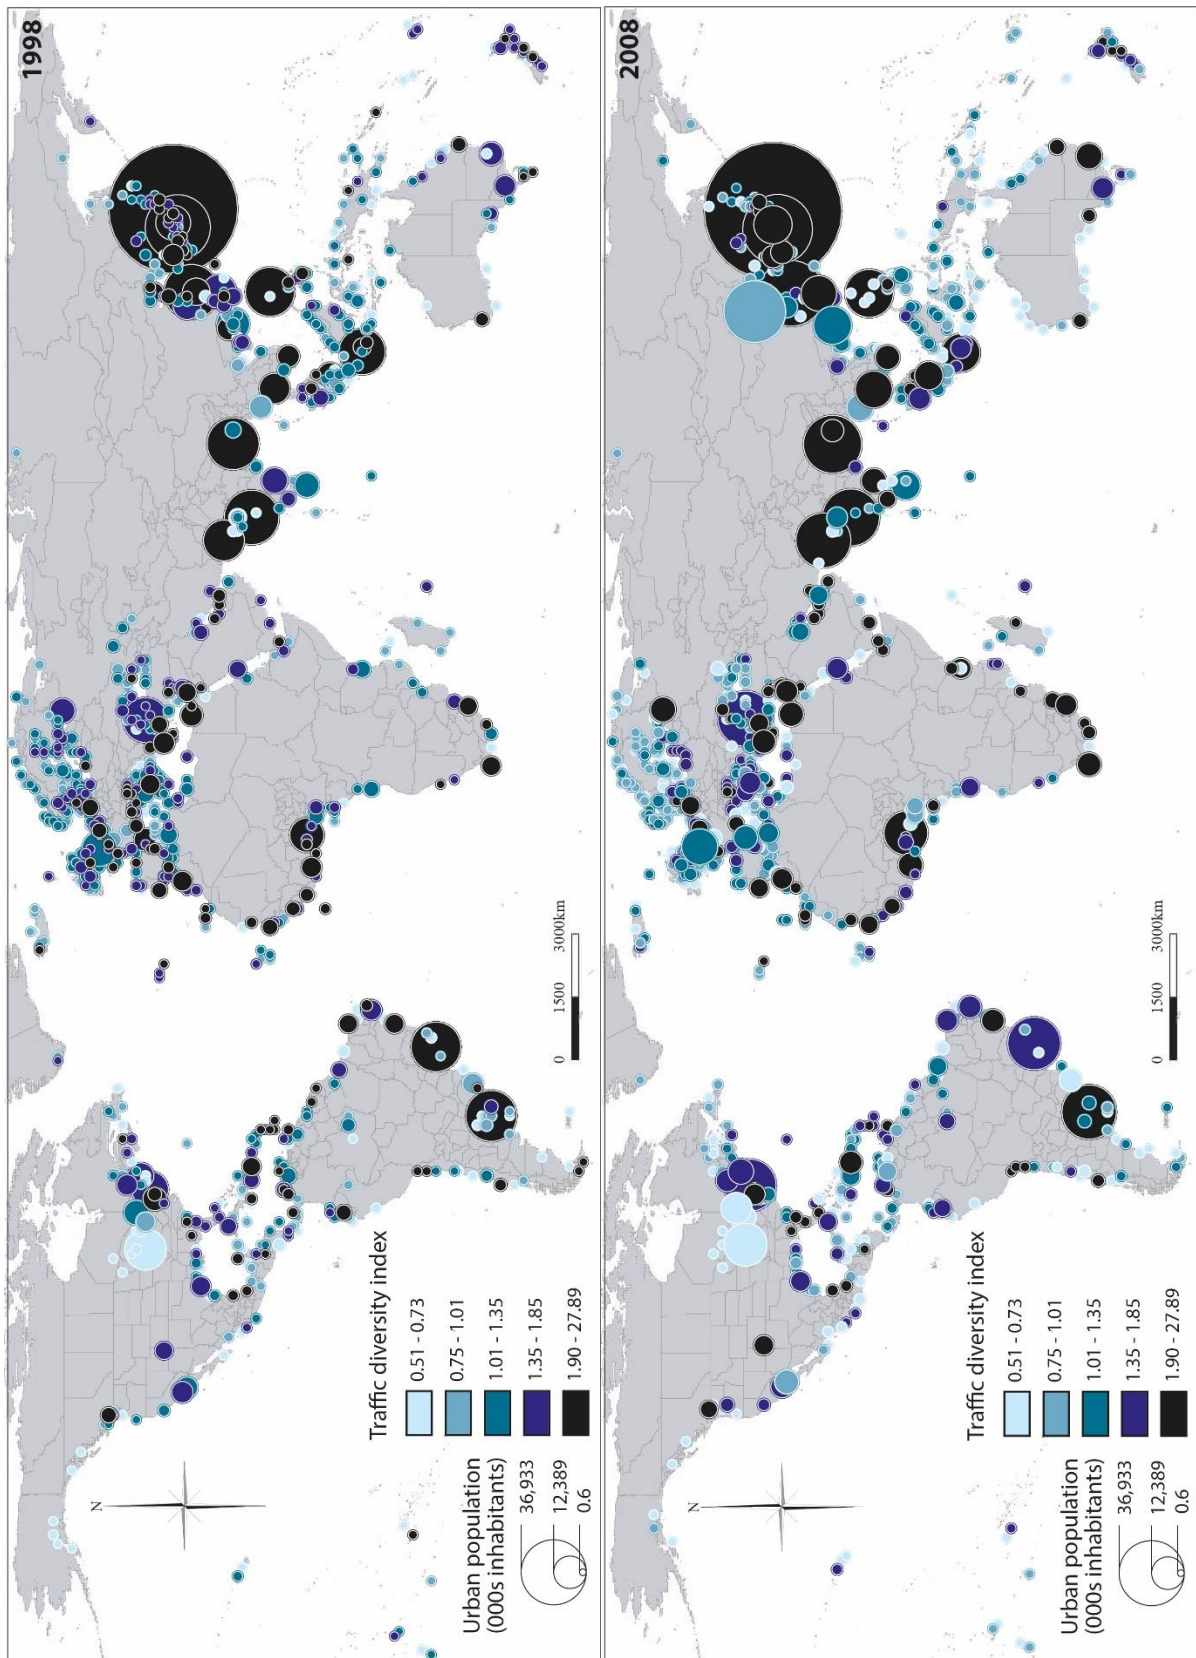 1998
N
Urban population
(000s inhabitants)
36,933
12,389
0.6
Traffic diversity index
0.51 - 0.73
0.75 - 1.01
1.01 - 1.35
1.35 - 1.85
1.90 - 27.89
0 1500 3000km
2008
N
Urban population
(000s inhabitants)
36,933
12,389
0.6
Traffic diversity index
0.51 - 0.73
0.75 - 1.01
1.01 - 1.35
1.35 - 1.85
1.90 - 27.89
0 1500 3000km